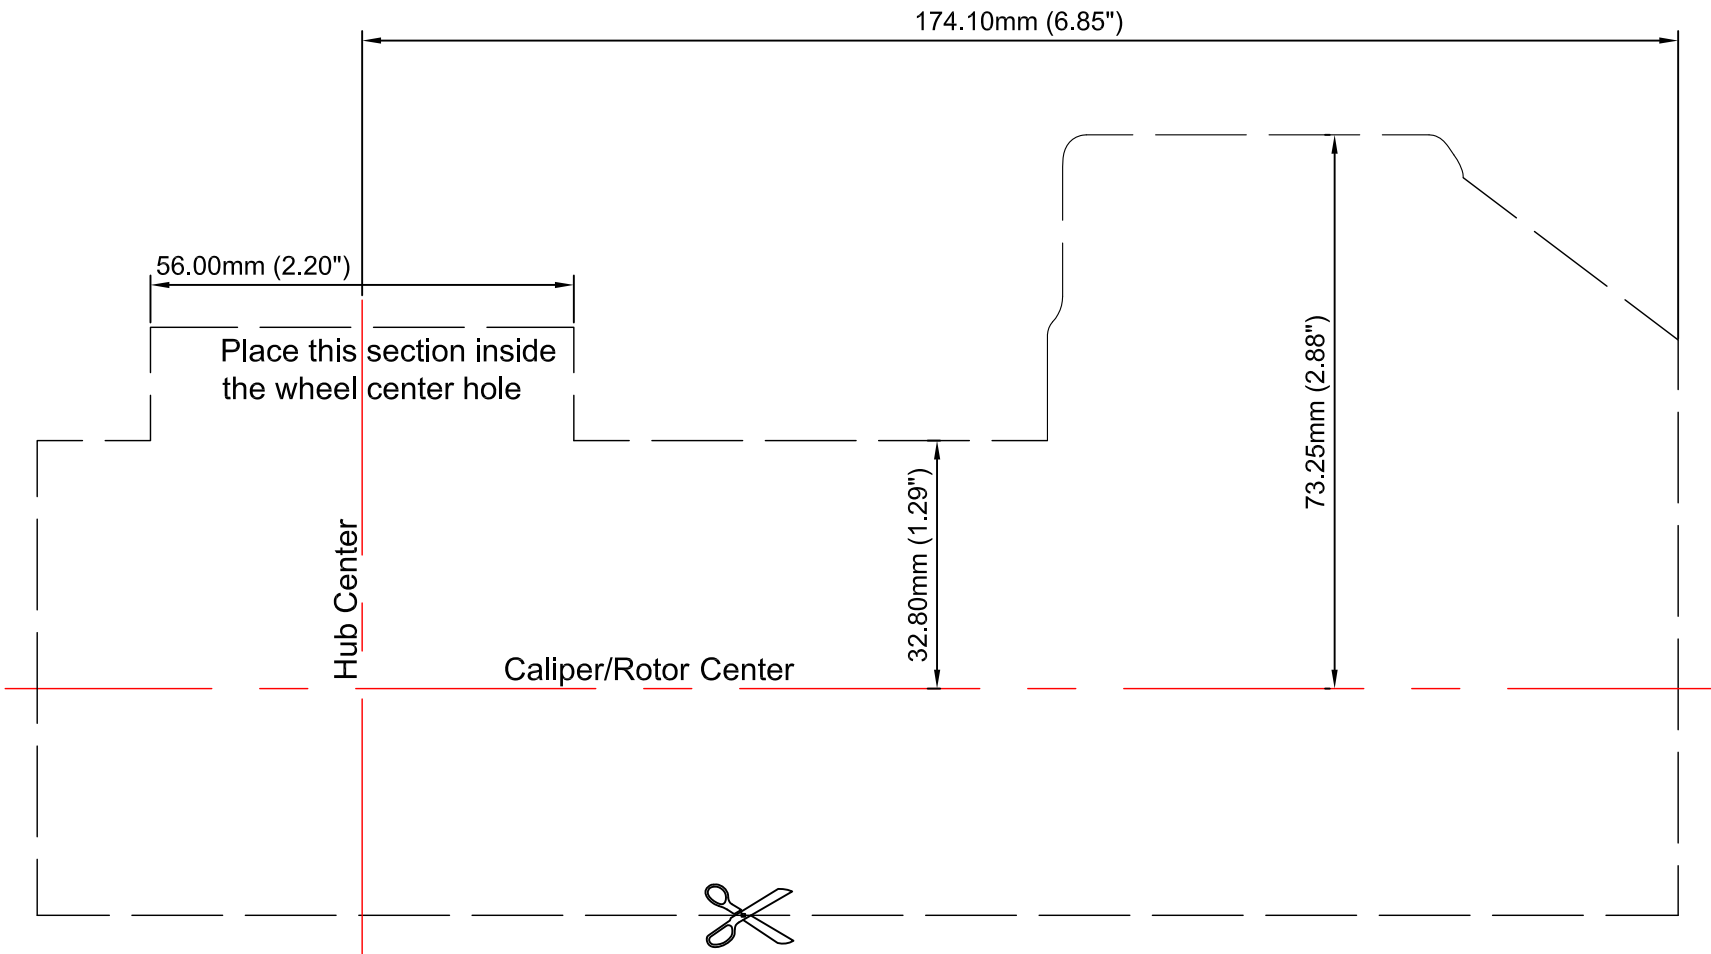 174.10mm (6.85")
56.00mm (2.20")
Place this section inside
the wheel center hole
73.25mm (2.88")
32.80mm (1.29")
Hub Center
Caliper/Rotor Center